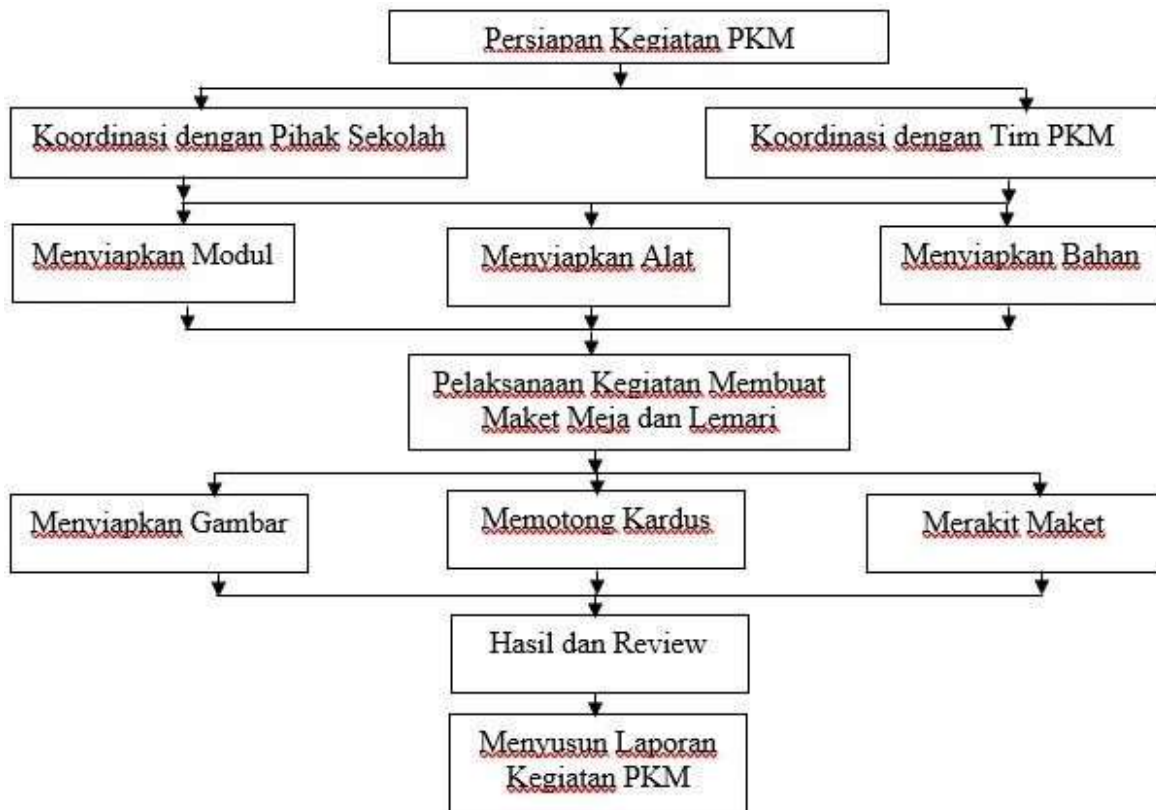 Persiapan Kegiatan PKM
Koordinasi dengan Pihak Sekolah
Koordinasi dengan Tim PKM
Menyiapkan Modul
Menyiapkan Alat
Menyiapkan Bahan
Pelaksanaan Kegiatan Membuat
Maket Meja dan Lemari
Menyiapkan Gambar
Memotong Kardus
Merakit Maket
Hasil dan Review
Menyusun Laporan
Kegiatan PKM